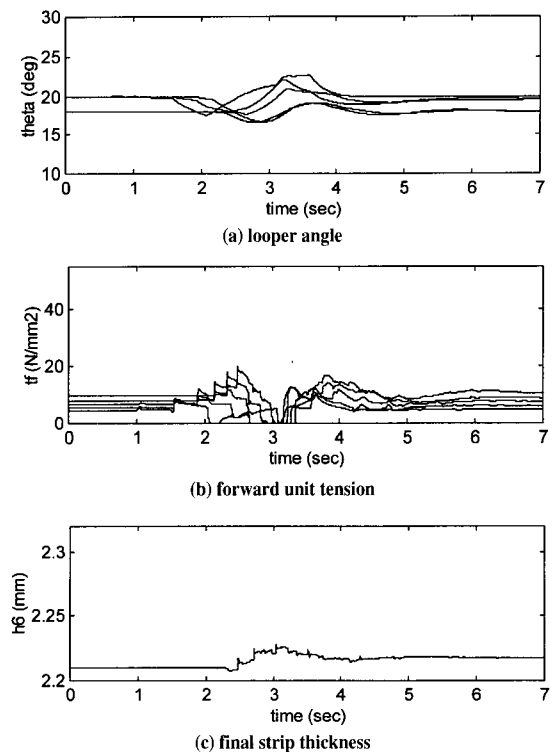 30
25
20
15
10
theta (deg)
0 1 2 3 4 5 6 7
time (sec)
(a) looper angle
40
20
0
tf (N/mm2)
0 1 2 3 4 5 6 7
time (sec)
(b) forward unit tension
2.3
2.25
2.2
h6 (mm)
0 1 2 3 4 5 6 7
time (sec)
(c) final strip thickness